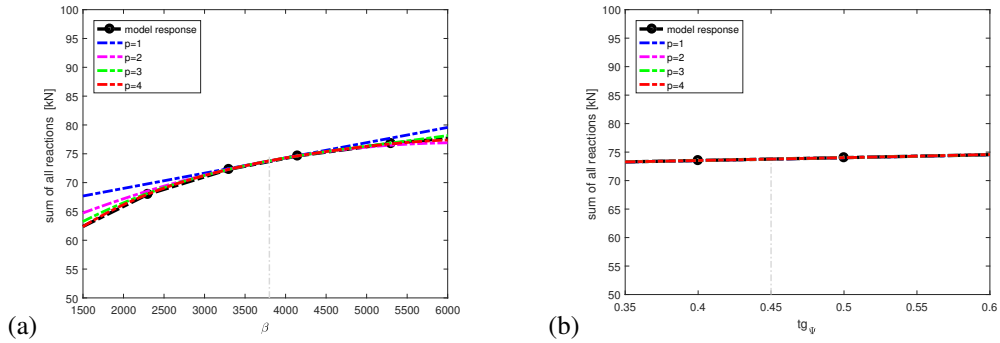 100
95
90
85
80
75
70
65
60
55
50
sum of all reactions [kN]
model response
p=1
p=2
p=3
p=4
1500 2000 2500 3000 3500 4000 4500 5000 5500 6000
β
(a)
100
95
90
85
80
75
70
65
60
55
50
sum of all reactions [kN]
model response
p=1
p=2
p=3
p=4
0.35 0.4 0.45 0.5 0.55 0.6
tgΨ
(b)